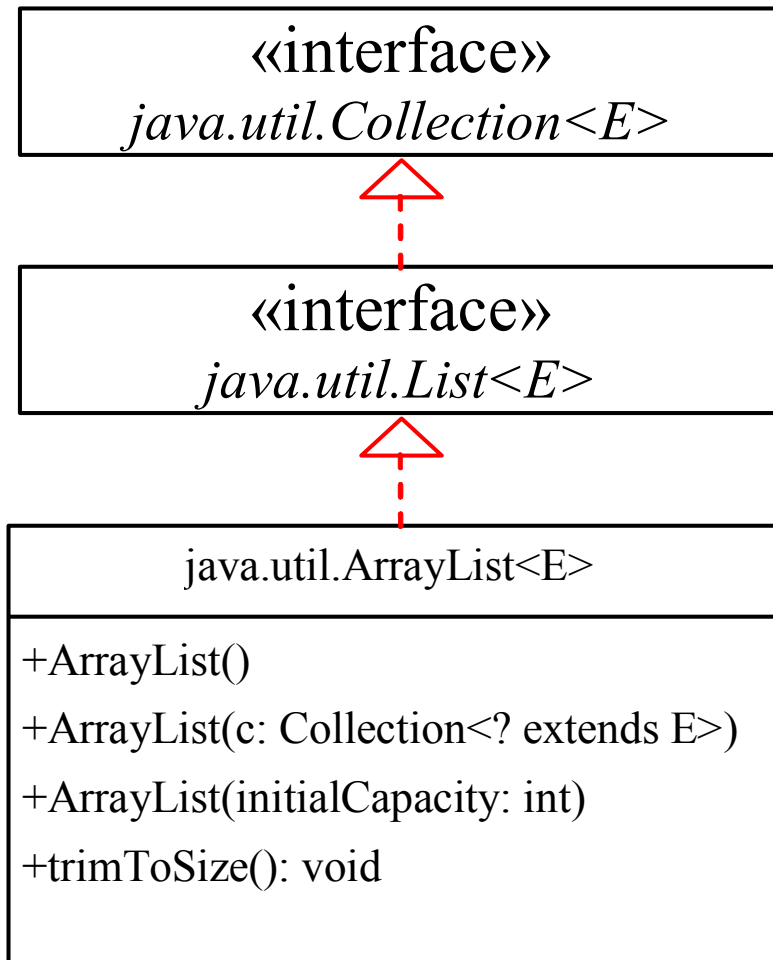 «interface»
java.util.Collection<E>
«interface»
java.util.List<E>
java.util.ArrayList<E>
+ArrayList()
+ArrayList(c: Collection<? extends E>)
+ArrayList(initialCapacity: int)
+trimToSize(): void